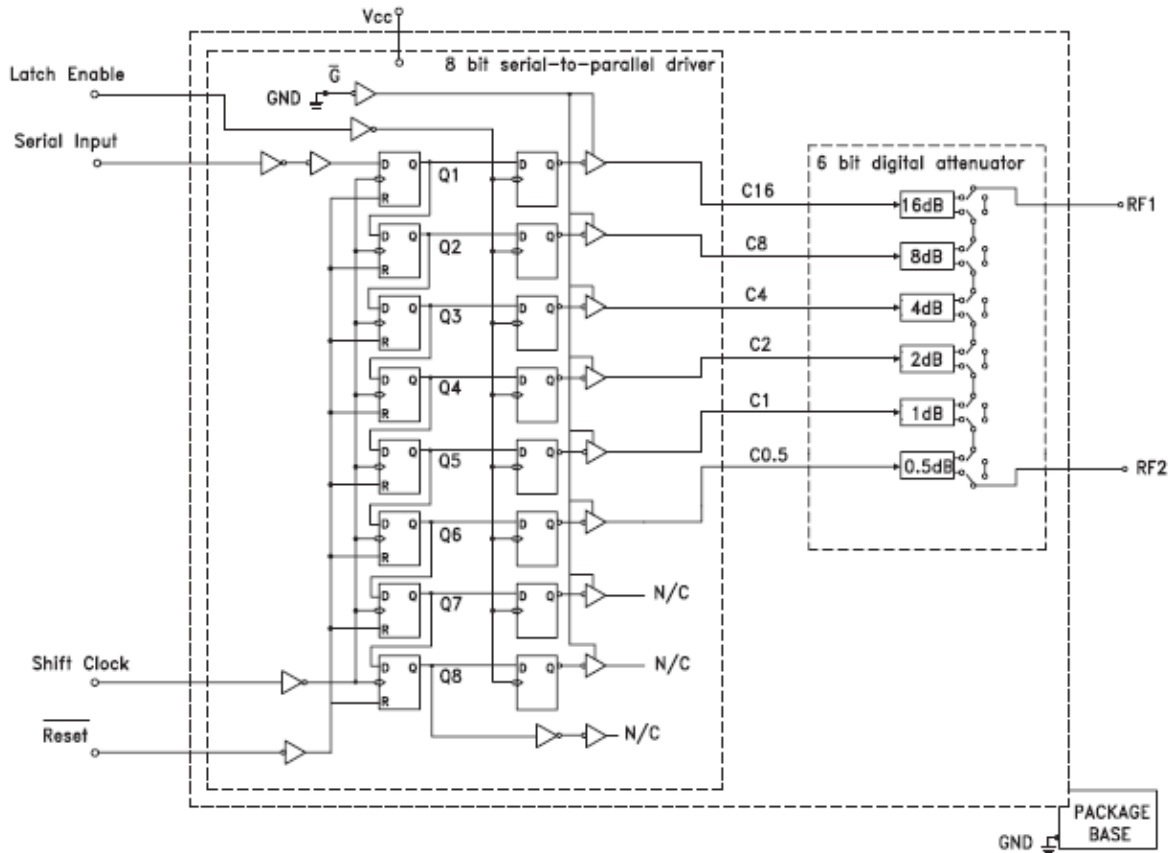 Vcc
8 bit serial-to-parallel driver
Latch Enable
G̅
GND
Serial Input
D Q
R
Q1
D Q
C16
6 bit digital attenuator
16dB
RF1
D Q
R
Q2
D Q
C8
8dB
D Q
R
Q3
D Q
C4
4dB
D Q
R
Q4
D Q
C2
2dB
D Q
R
Q5
D Q
C1
1dB
D Q
R
Q6
D Q
C0.5
0.5dB
RF2
D Q
R
Q7
D Q
N/C
Shift Clock
D Q
R
Q8
D Q
N/C
R̅e̅s̅e̅t̅
N/C
PACKAGE
BASE
GND